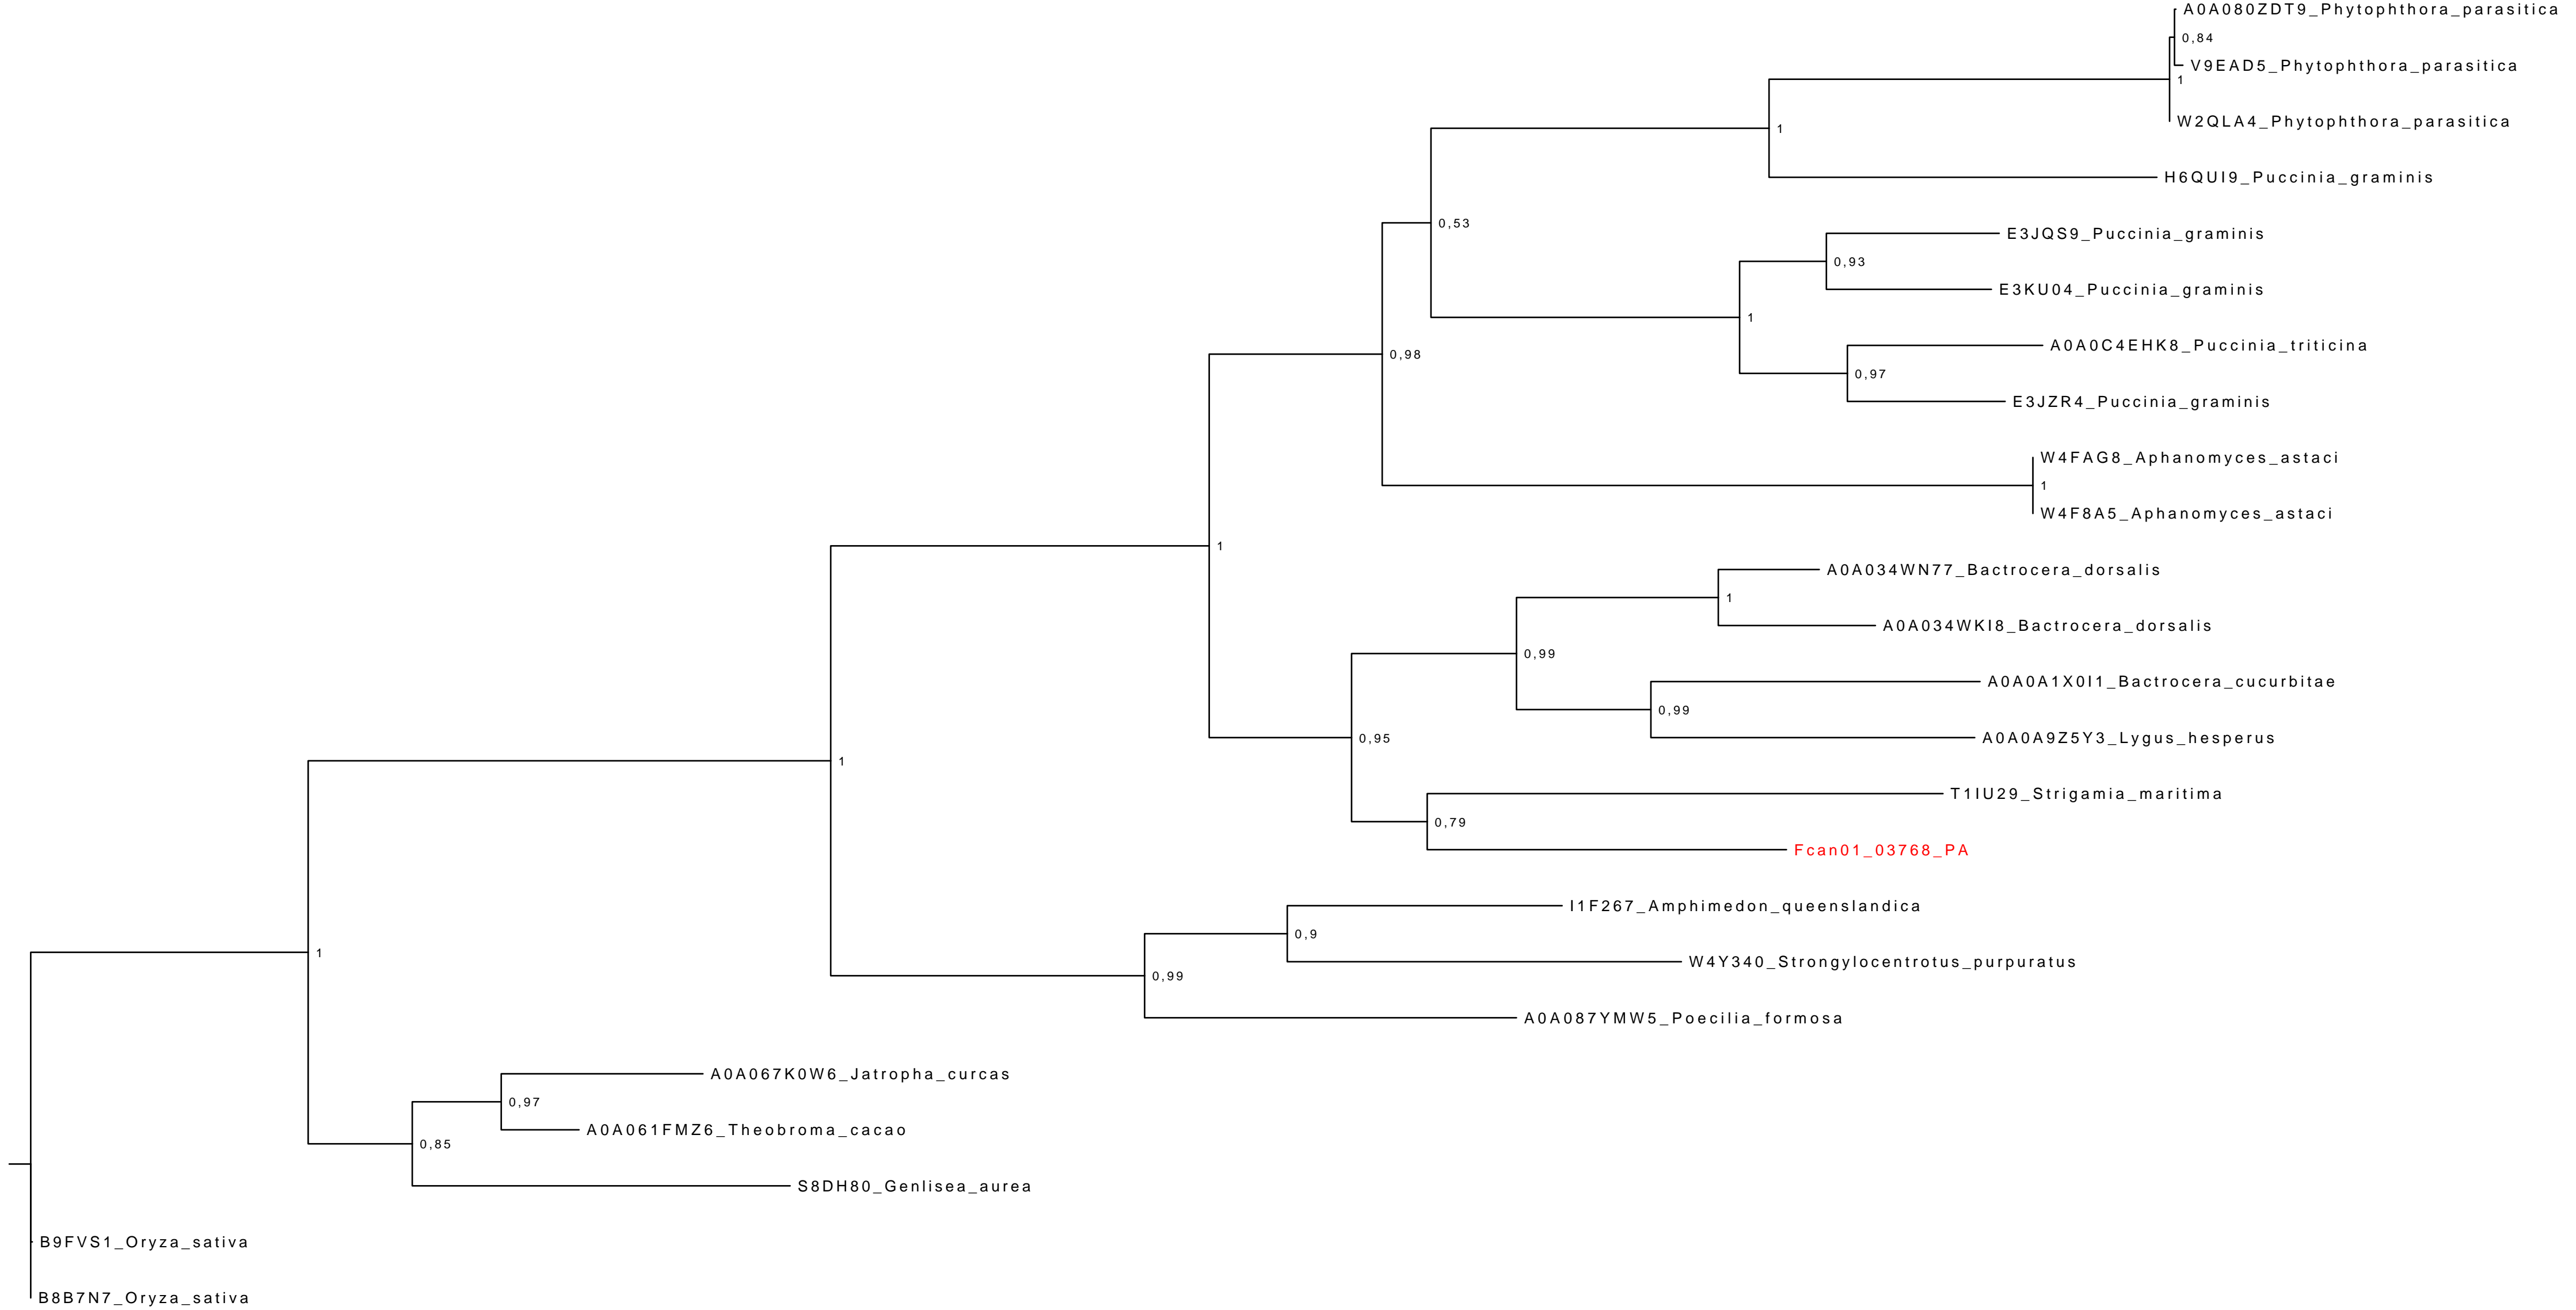 A0A080ZDT9_Phytophthora_parasitica
0,84
V9EAD5_Phytophthora_parasitica
1
W2QLA4_Phytophthora_parasitica
1
H6QUI9_Puccinia_graminis
0,53
E3JQS9_Puccinia_graminis
0,93
E3KU04_Puccinia_graminis
1
A0A0C4EHK8_Puccinia_triticina
0,98
0,97
E3JZR4_Puccinia_graminis
W4FAG8_Aphanomyces_astaci
1
W4F8A5_Aphanomyces_astaci
1
A0A034WN77_Bactrocera_dorsalis
1
A0A034WKI8_Bactrocera_dorsalis
0,99
A0A0A1X0I1_Bactrocera_cucurbitae
0,99
0,95
A0A0A9Z5Y3_Lygus_hesperus
1
T1IU29_Strigamia_maritima
0,79
Fcan01_03768_PA
I1F267_Amphimedon_queenslandica
0,9
1
W4Y340_Strongylocentrotus_purpuratus
0,99
A0A087YMW5_Poecilia_formosa
A0A067K0W6_Jatropha_curcas
0,97
A0A061FMZ6_Theobroma_cacao
0,85
S8DH80_Genlisea_aurea
B9FVS1_Oryza_sativa
B8B7N7_Oryza_sativa